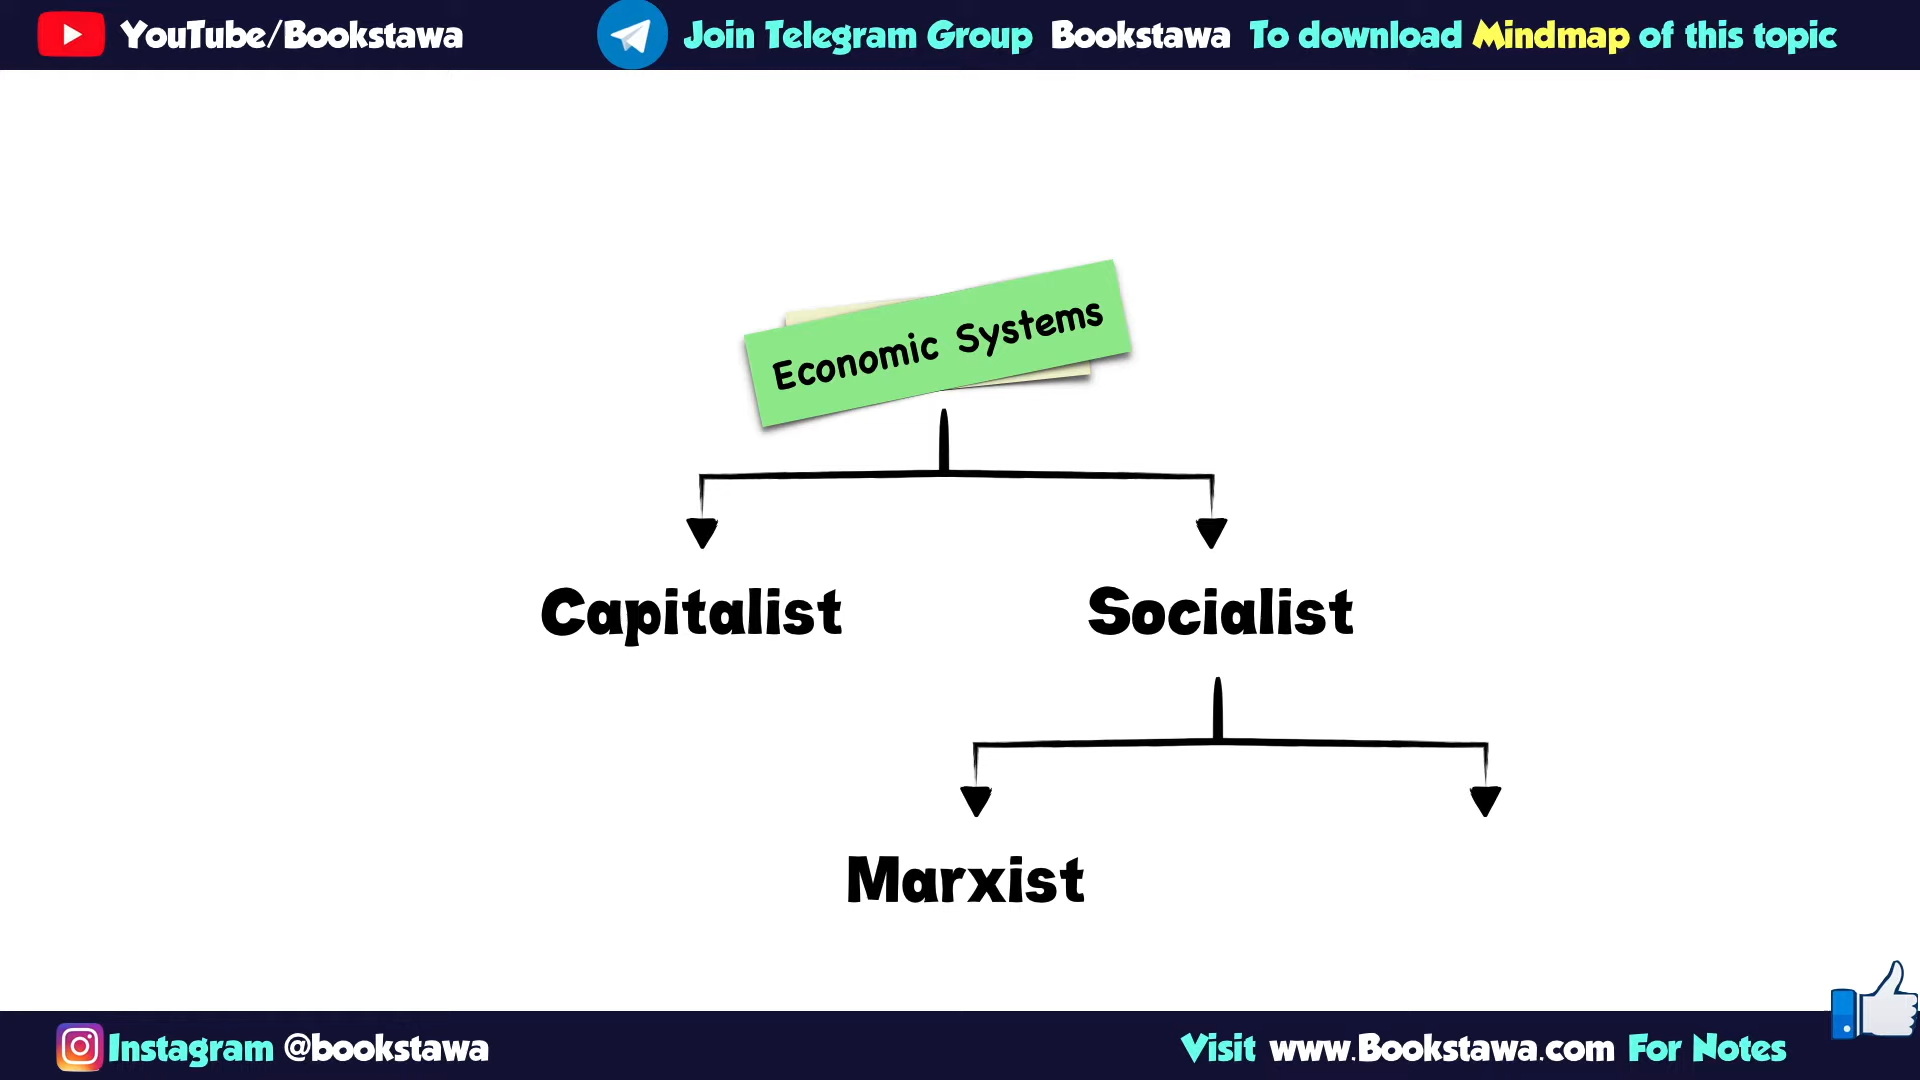 YouTube/Bookstawa
Join Telegram Group Bookstawa To download Mindmap of this topic
Economic Systems
Capitalist Socialist
Marxist
Instagram @bookstawa
Visit www.Bookstawa.com For Notes